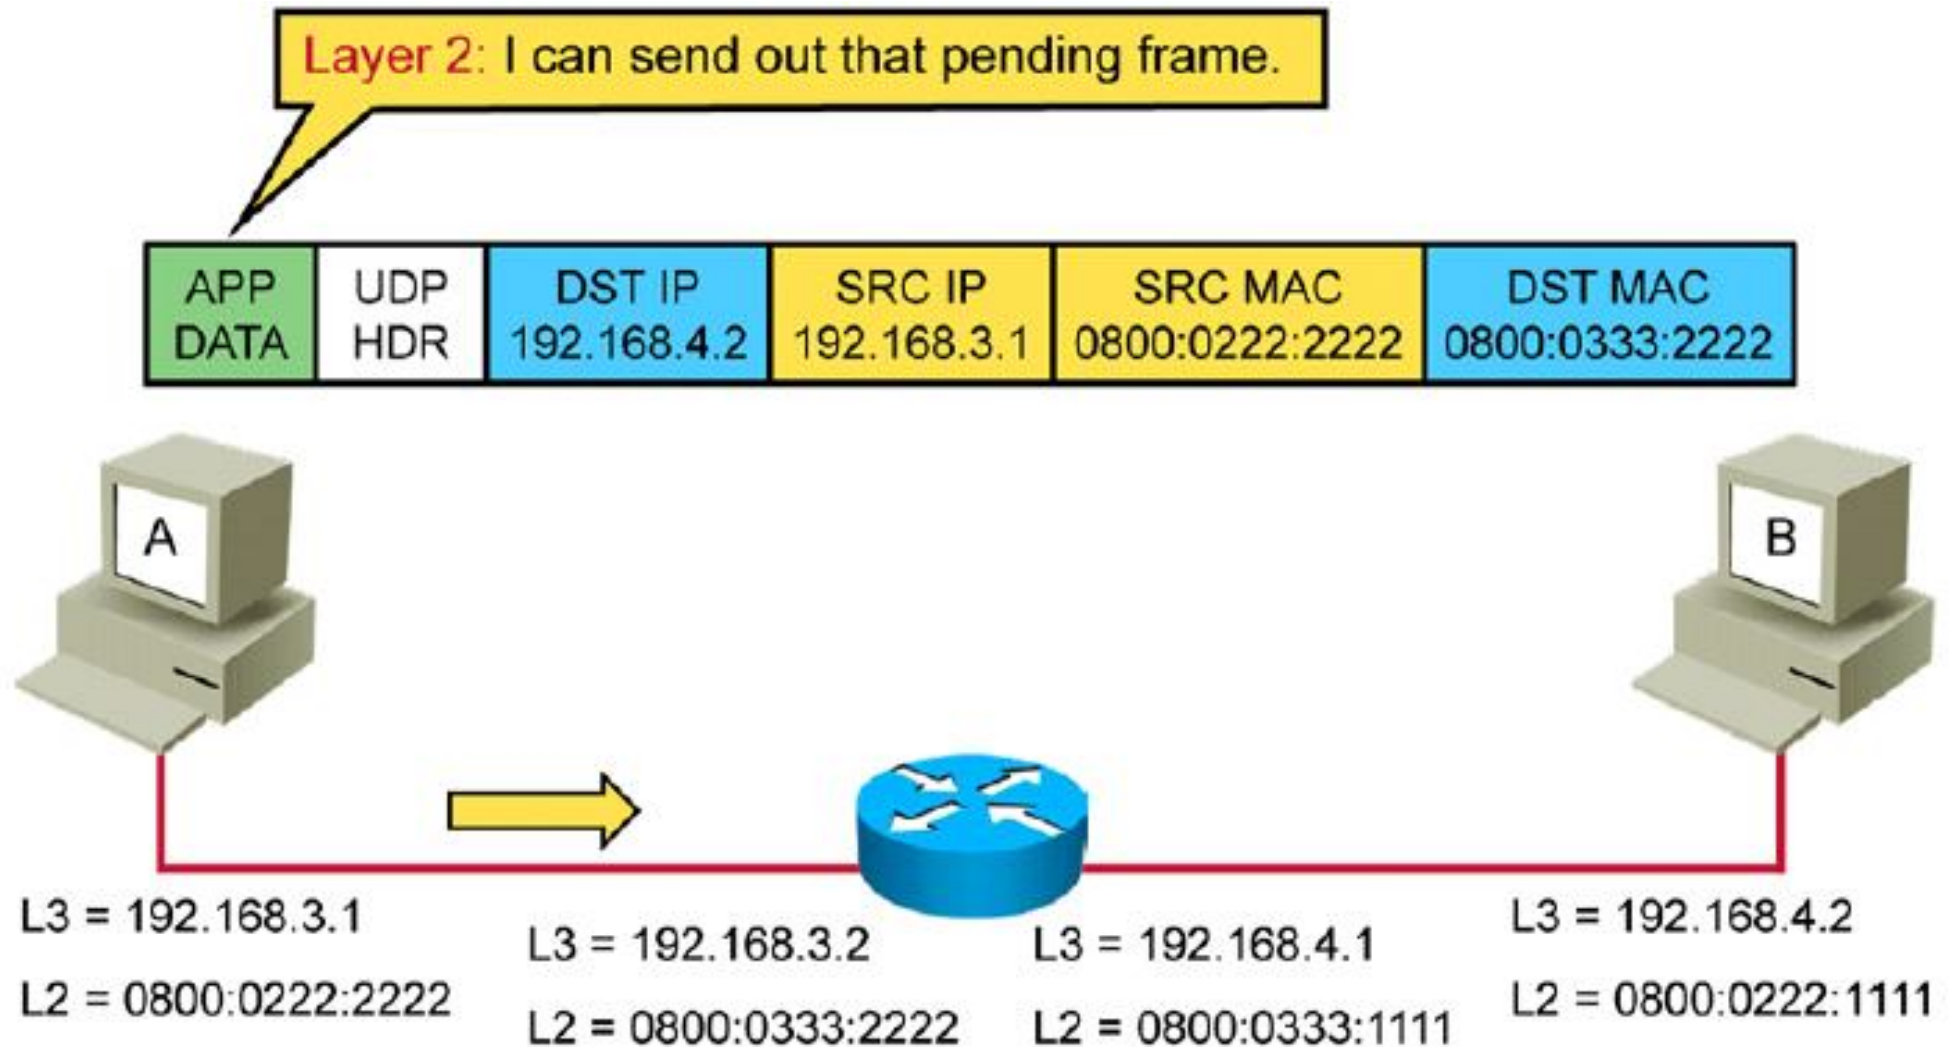 Layer 2: I can send out that pending frame.
APP
DATA
UDP
HDR
DST IP
192.168.4.2
SRC IP
192.168.3.1
SRC MAC
0800:0222:2222
DST MAC
0800:0333:2222
A
B
L3 = 192.168.3.1
L2 = 0800:0222:2222
L3 = 192.168.3.2
L2 = 0800:0333:2222
L3 = 192.168.4.1
L2 = 0800:0333:1111
L3 = 192.168.4.2
L2 = 0800:0222:1111